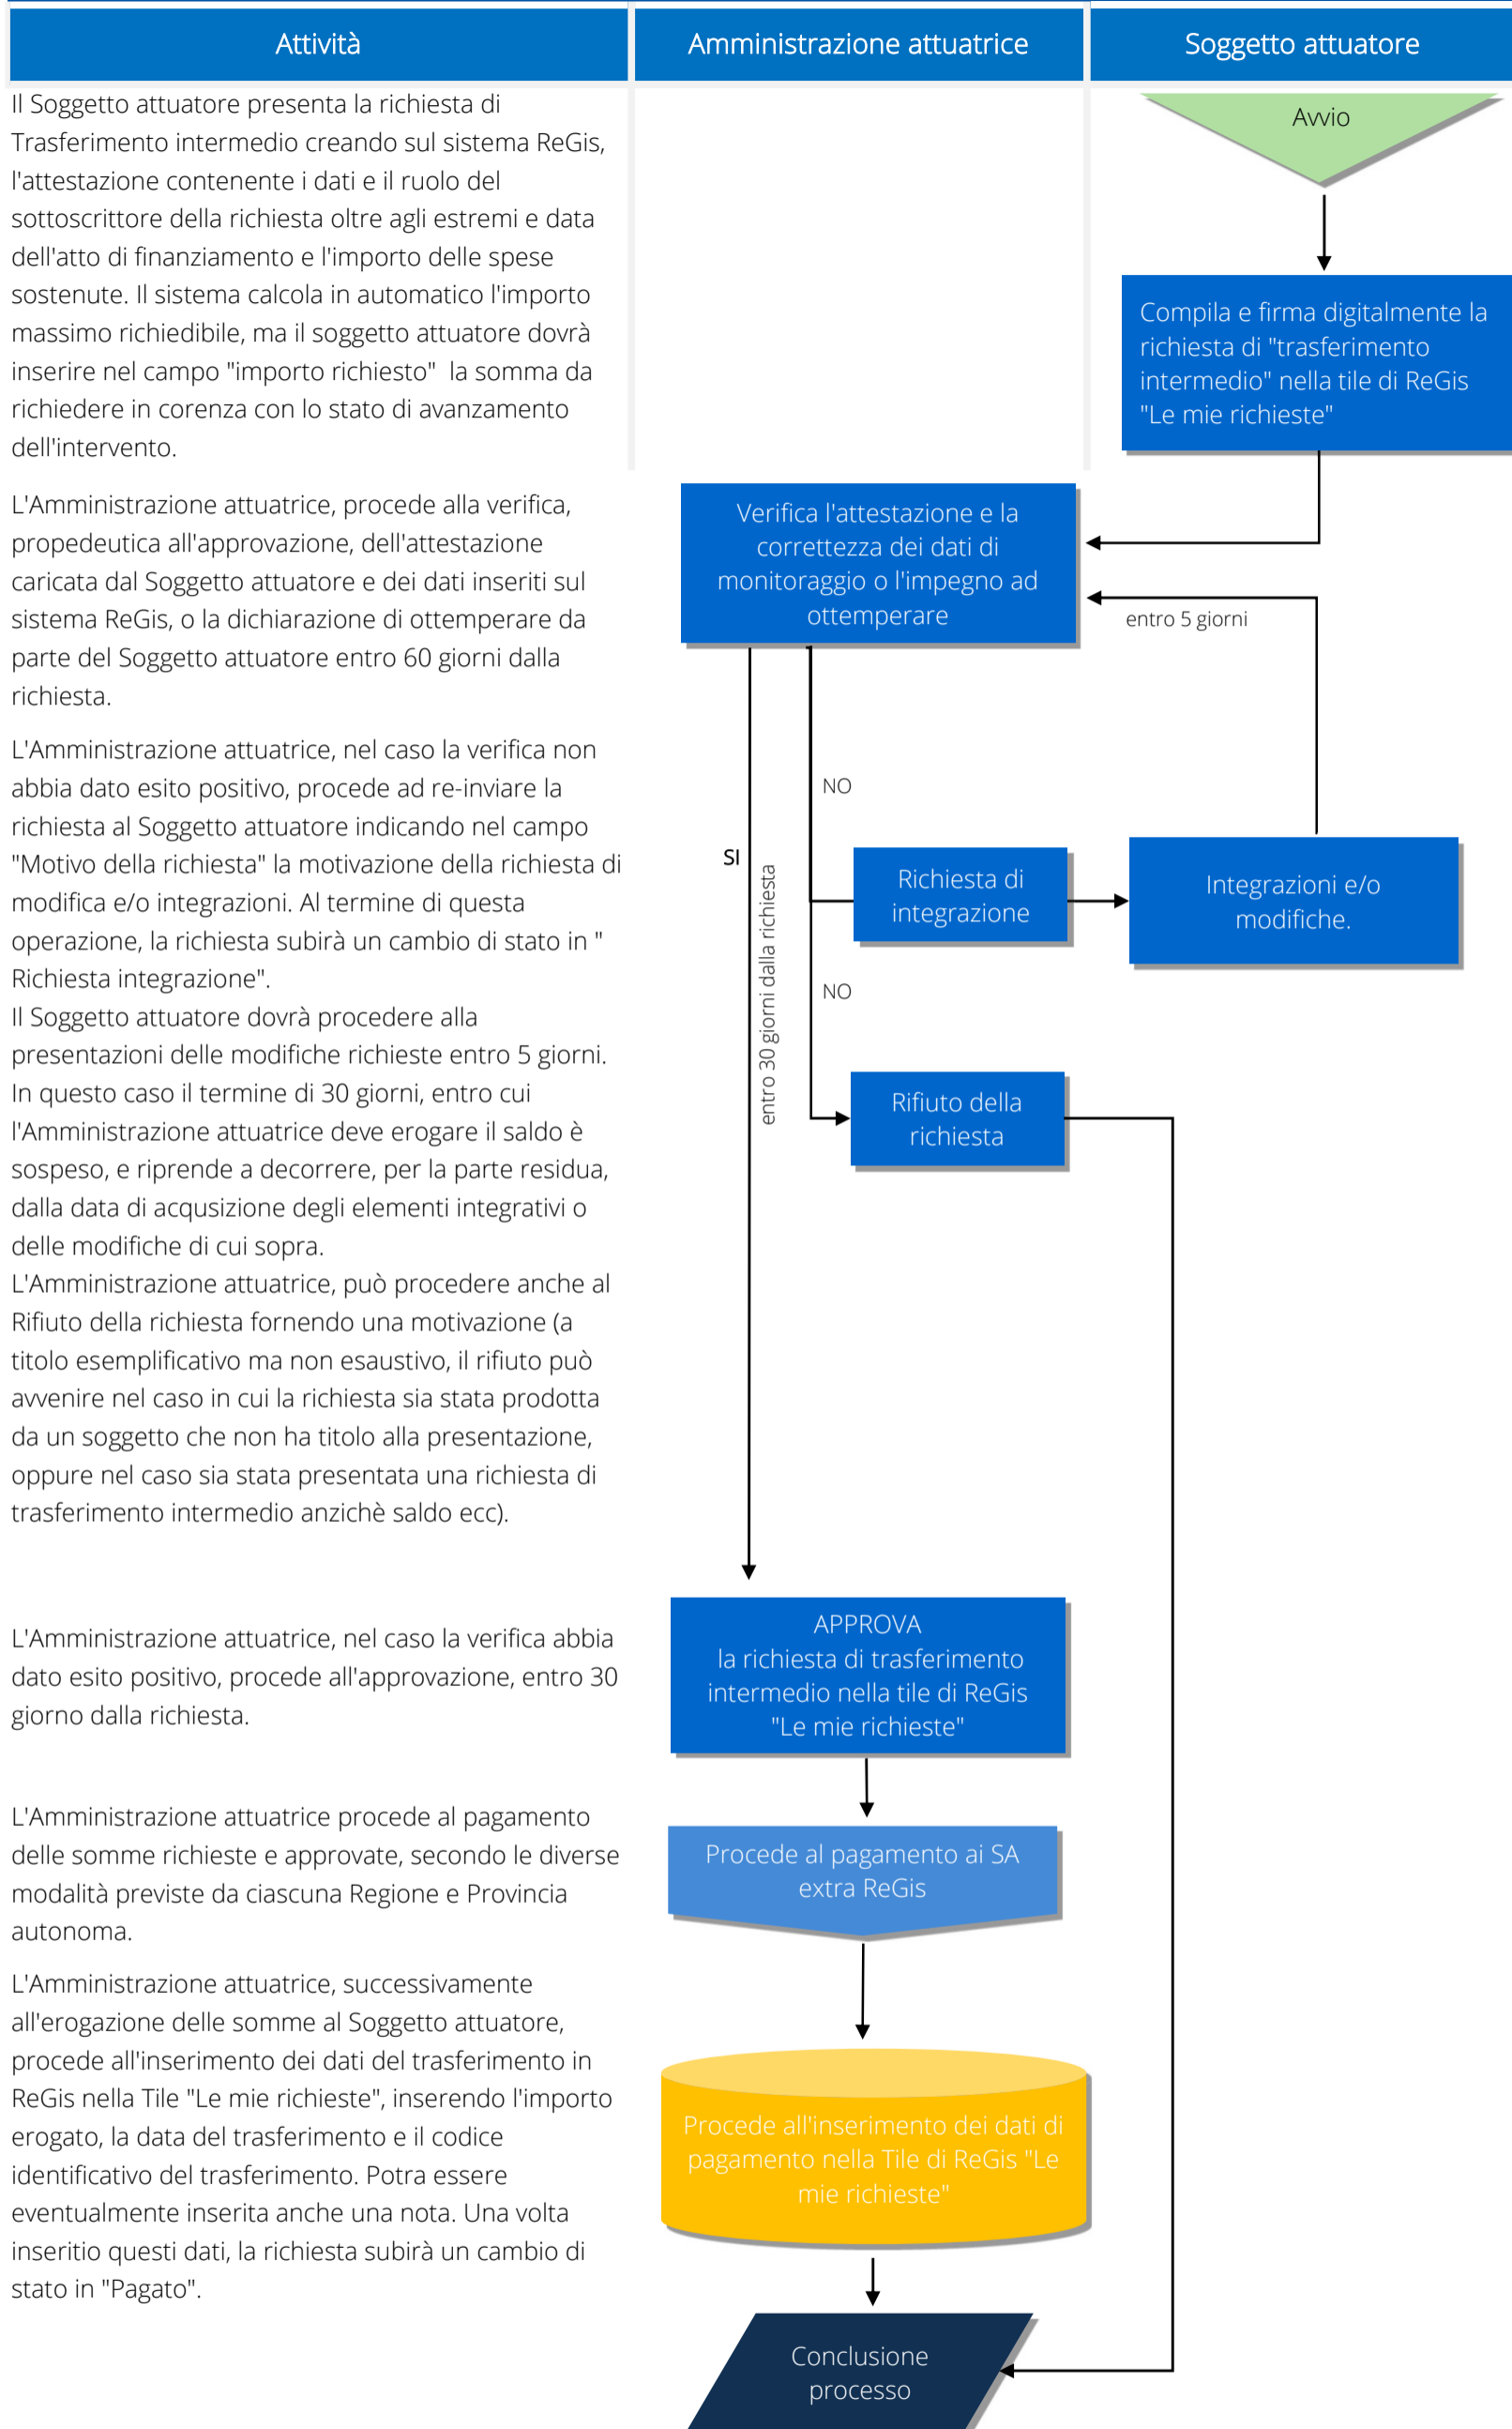 Attività
Amministrazione attuatrice
Soggetto attuatore
Il Soggetto attuatore presenta la richiesta di
Trasferimento intermedio creando sul sistema ReGis,
l'attestazione contenente i dati e il ruolo del
sottoscrittore della richiesta oltre agli estremi e data
dell'atto di finanziamento e l'importo delle spese
sostenute. Il sistema calcola in automatico l'importo
massimo richiedibile, ma il soggetto attuatore dovrà
inserire nel campo "importo richiesto" la somma da
richiedere in corenza con lo stato di avanzamento
dell'intervento.
Avvio
Compila e firma digitalmente la
richiesta di "trasferimento
intermedio" nella tile di ReGis
"Le mie richieste"
L'Amministrazione attuatrice, procede alla verifica,
propedeutica all'approvazione, dell'attestazione
caricata dal Soggetto attuatore e dei dati inseriti sul
sistema ReGis, o la dichiarazione di ottemperare da
parte del Soggetto attuatore entro 60 giorni dalla
richiesta.
Verifica l'attestazione e la
correttezza dei dati di
monitoraggio o l'impegno ad
ottemperare
entro 5 giorni
L'Amministrazione attuatrice, nel caso la verifica non
abbia dato esito positivo, procede ad re-inviare la
richiesta al Soggetto attuatore indicando nel campo
"Motivo della richiesta" la motivazione della richiesta di
modifica e/o integrazioni. Al termine di questa
operazione, la richiesta subirà un cambio di stato in "
Richiesta integrazione".
Il Soggetto attuatore dovrà procedere alla
presentazioni delle modifiche richieste entro 5 giorni.
In questo caso il termine di 30 giorni, entro cui
l'Amministrazione attuatrice deve erogare il saldo è
sospeso, e riprende a decorrere, per la parte residua,
dalla data di acqusizione degli elementi integrativi o
delle modifiche di cui sopra.
L'Amministrazione attuatrice, può procedere anche al
Rifiuto della richiesta fornendo una motivazione (a
titolo esemplificativo ma non esaustivo, il rifiuto può
avvenire nel caso in cui la richiesta sia stata prodotta
da un soggetto che non ha titolo alla presentazione,
oppure nel caso sia stata presentata una richiesta di
trasferimento intermedio anzichè saldo ecc).
NO
SI
entro 30 giorni dalla richiesta
Richiesta di
integrazione
Integrazioni e/o
modifiche.
NO
Rifiuto della
richiesta
L'Amministrazione attuatrice, nel caso la verifica abbia
dato esito positivo, procede all'approvazione, entro 30
giorno dalla richiesta.
APPROVA
la richiesta di trasferimento
intermedio nella tile di ReGis
"Le mie richieste"
L'Amministrazione attuatrice procede al pagamento
delle somme richieste e approvate, secondo le diverse
modalità previste da ciascuna Regione e Provincia
autonoma.
Procede al pagamento ai SA
extra ReGis
L'Amministrazione attuatrice, successivamente
all'erogazione delle somme al Soggetto attuatore,
procede all'inserimento dei dati del trasferimento in
ReGis nella Tile "Le mie richieste", inserendo l'importo
erogato, la data del trasferimento e il codice
identificativo del trasferimento. Potra essere
eventualmente inserita anche una nota. Una volta
inseritio questi dati, la richiesta subirà un cambio di
stato in "Pagato".
Procede all'inserimento dei dati di
pagamento nella Tile di ReGis "Le
mie richieste"
Conclusione
processo